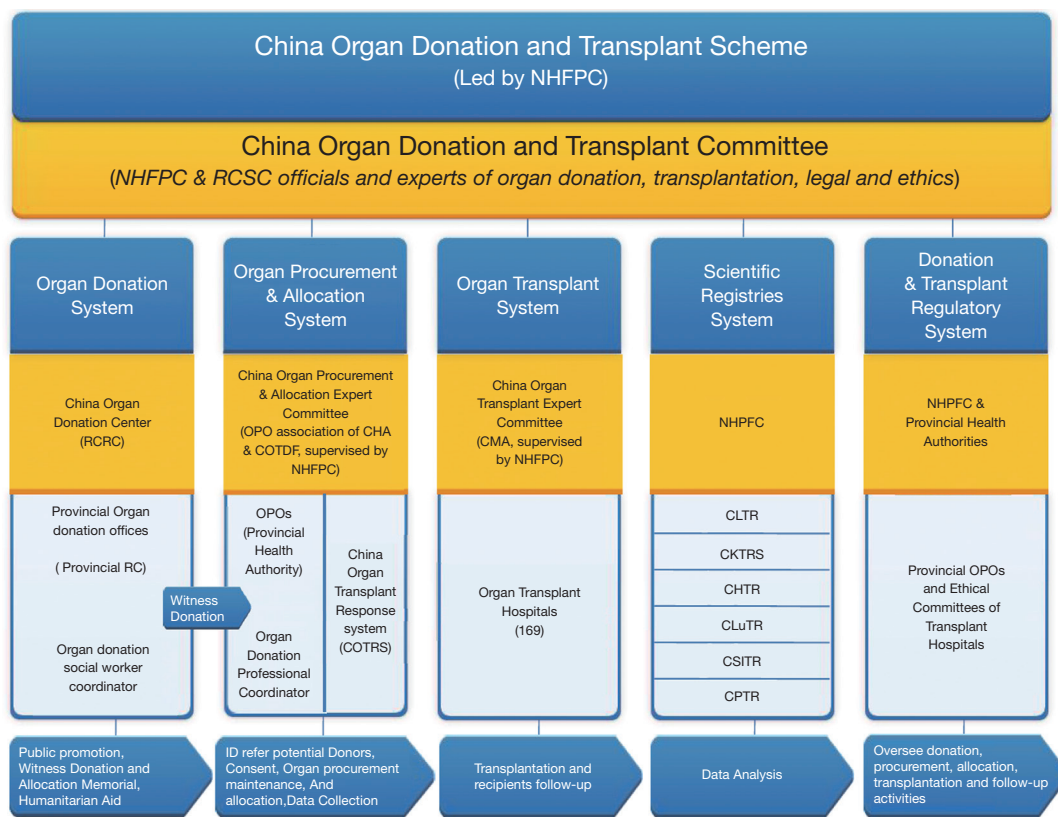 China Organ Donation and Transplant Scheme
(Led by NHFPC)
China Organ Donation and Transplant Committee
(NHFPC & RCSC officials and experts of organ donation, transplantation, legal and ethics)
Organ Donation
System
Organ Procurement
& Allocation
System
Organ Transplant
System
Scientific
Registries
System
Donation
& Transplant
Regulatory
System
China Organ
Donation Center
(RCRC)
China Organ Procurement
& Allocation Expert
Committee
(OPO association of CHA
& COTDF, supervised by
NHFPC)
China Organ
Transplant Expert
Committee
(CMA, supervised
by NHFPC)
NHPFC
NHPFC &
Provincial Health
Authorities
Provincial Organ
donation offices
( Provincial RC)
Organ donation
social worker
coordinator
Witness
Donation
OPOs
(Provincial
Health
Authority)
Organ
Donation
Professional
Coordinator
China
Organ
Transplant
Response
system
(COTRS)
Organ Transplant
Hospitals
(169)
CLTR
CKTRS
CHTR
CLuTR
CSITR
CPTR
Provincial OPOs
and Ethical
Committees of
Transplant
Hospitals
Public promotion,
Witness Donation and
Allocation Memorial,
Humanitarian Aid
ID refer potential Donors,
Consent, Organ procurement
maintenance, And
allocation,Data Collection
Transplantation and
recipients follow-up
Data Analysis
Oversee donation,
procurement, allocation,
transplantation and follow-up
activities